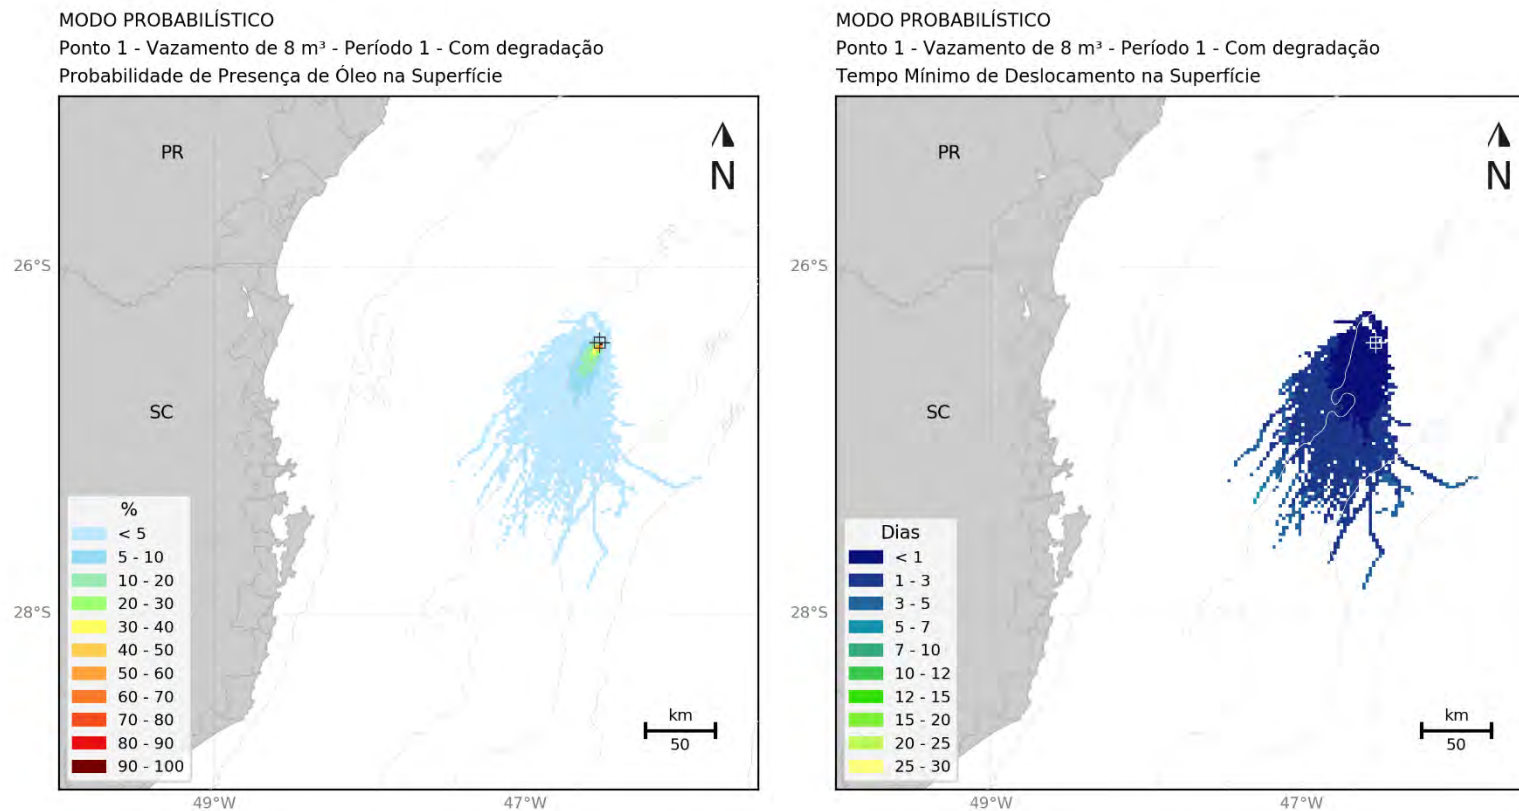 MODO PROBABILÍSTICO
Ponto 1 - Vazamento de 8 m³ - Período 1 - Com degradação
Probabilidade de Presença de Óleo na Superfície
PR
N
26°S
SC
%
< 5
5 - 10
10 - 20
20 - 30
30 - 40
40 - 50
50 - 60
60 - 70
70 - 80
80 - 90
90 - 100
28°S
km
50
49°W
47°W
MODO PROBABILÍSTICO
Ponto 1 - Vazamento de 8 m³ - Período 1 - Com degradação
Tempo Mínimo de Deslocamento na Superfície
PR
N
26°S
SC
Dias
< 1
1 - 3
3 - 5
5 - 7
7 - 10
10 - 12
12 - 15
15 - 20
20 - 25
25 - 30
28°S
km
50
49°W
47°W